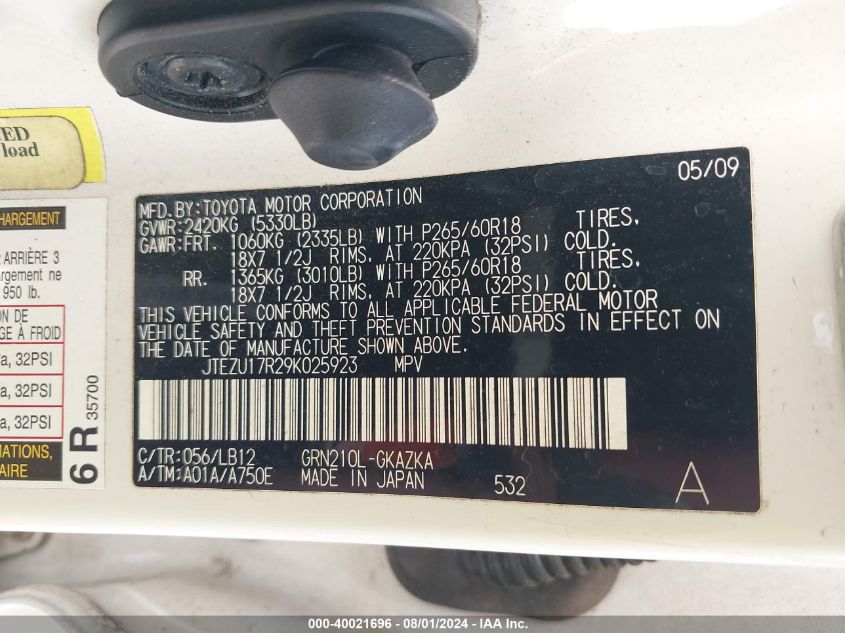 CED
load
CHARGEMENT
ARRIÈRE 3
chargement ne
950 lb.
ON DE
GE À FROID
a, 32PSI
a, 32PSI
a, 32PSI
MATIONS,
aire
6 R 35700
05/09
MFD.BY:TOYOTA MOTOR CORPORATION
GVWR:2420KG (5330LB)
GAWR:FRT. 1060KG (2335LB) WITH P265/60R18 TIRES,
18X7 1/2J RIMS, AT 220KPA (32PSI) COLD.
RR. 1365KG (3010LB) WITH P265/60R18 TIRES,
18X7 1/2J RIMS, AT 220KPA (32PSI) COLD.
THIS VEHICLE CONFORMS TO ALL APPLICABLE FEDERAL MOTOR
VEHICLE SAFETY AND THEFT PREVENTION STANDARDS IN EFFECT ON
THE DATE OF MANUFACTURE SHOWN ABOVE.
JTEZU17R29K025923 MPV
C/TR:056/LB12 GRN210L-GKAZKA
A/TM:A01A/A750E MADE IN JAPAN 532 A
000-40021696 - 08/01/2024 - IAA Inc.